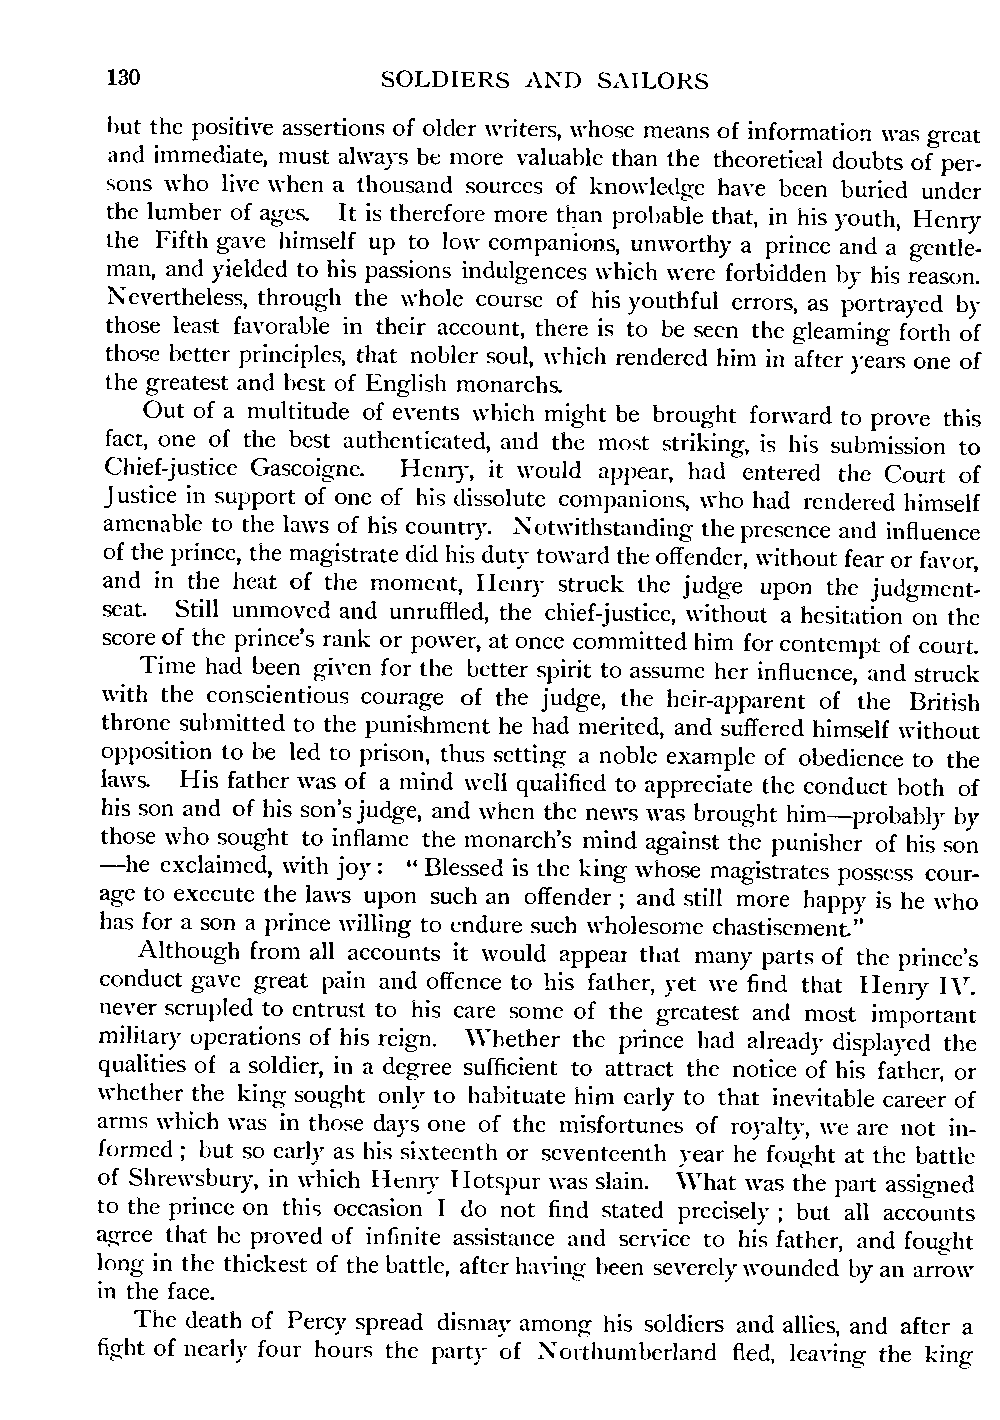 130 SOLDIERS AND SAILORS
but the positive assertions of older writers, whose means of information was great
and immediate, must always be more valuable than the theoretical doubts of per-
sons who live when a thousand sources of knowledge have been buried under
the lumber of ages. It is therefore more than probable that, in his youth, Henry
the Fifth gave himself up to low companions, unworthy a prince and a gentle-
man, and yielded to his passions indulgences which were forbidden by his reason.
Nevertheless, through the whole course of his youthful errors, as portrayed by
those least favorable in their account, there is to be seen the gleaming forth of
those better principles, that nobler soul, which rendered him in after years one of
the greatest and best of English monarchs.
Out of a multitude of events which might be brought forward to prove this
fact, one of the best authenticated, and the most striking, is his submission to
Chief-justice Gascoigne. Henry, it would appear, had entered the Court of
Justice in support of one of his dissolute companions, who had rendered himself
amenable to the laws of his country. Notwithstanding the presence and influence
of the prince, the magistrate did his duty toward the offender, without fear or favor,
and in the heat of the moment, Henry struck the judge upon the judgment-
seat. Still unmoved and unruffled, the chief-justice, without a hesitation on the
score of the prince's rank or power, at once committed him for contempt of court.
Time had been given for the better spirit to assume her influence, and struck
with the conscientious courage of the judge, the heir-apparent of the British
throne submitted to the punishment he had merited, and suffered himself without
opposition to be led to prison, thus setting a noble example of obedience to the
laws. His father was of a mind well qualified to appreciate the conduct both of
his son and of his son's judge, and when the news was brought him—probably by
those who sought to inflame the monarch's mind against the punisher of his son
—he exclaimed, with joy: "Blessed is the king whose magistrates possess cour-
age to execute the laws upon such an offender; and still more happy is he who
has for a son a prince willing to endure such wholesome chastisement."
Although from all accounts it would appear that many parts of the prince's
conduct gave great pain and offence to his father, yet we find that Henry IV.
never scrupled to entrust to his care some of the greatest and most important
military operations of his reign. Whether the prince had already displayed the
qualities of a soldier, in a degree sufficient to attract the notice of his father, or
whether the king sought only to habituate him early to that inevitable career of
arms which was in those days one of the misfortunes of royalty, we are not in-
formed; but so early as his sixteenth or seventeenth year he fought at the battle
of Shrewsbury, in which Henry Hotspur was slain. What was the part assigned
to the prince on this occasion I do not find stated precisely; but all accounts
agree that he proved of infinite assistance and service to his father, and fought
long in the thickest of the battle, after having been severely wounded by an arrow
in the face.
The death of Percy spread dismay among his soldiers and allies, and after a
fight of nearly four hours the party of Northumberland fled, leaving the king